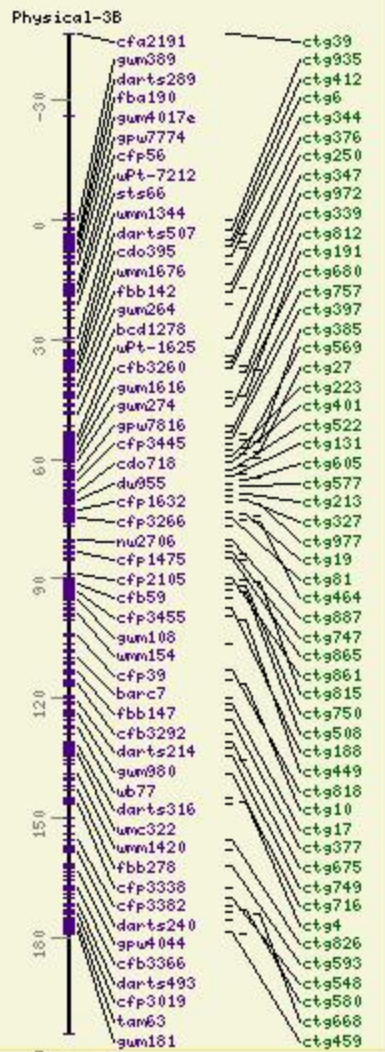 Physical-3B
cfa2191
gwm389
darts289
fba190
gwm4017e
gpw7774
cfp56
wPt-7212
sts66
wmm1344
darts507
cdo395
wmm1676
fbb142
gwm264
bcd1278
wPt-1625
cfb3260
gwm1616
gwm274
gpw7816
cfp3445
cdo718
dw955
cfp1632
cfp3266
nw2706
cfp1475
cfp2105
cfb59
cfp3455
gwm108
wmm154
cfp39
barc7
fbb147
cfb3292
darts214
gwm980
wb77
darts316
wmc322
wmm1420
fbb278
cfp3338
cfp3382
darts240
gpw4044
cfb3366
darts493
cfp3019
tam63
gwm181
ctg39
ctg935
ctg412
ctg6
ctg344
ctg376
ctg250
ctg347
ctg972
ctg339
ctg812
ctg191
ctg680
ctg757
ctg397
ctg385
ctg569
ctg27
ctg223
ctg401
ctg522
ctg131
ctg605
ctg577
ctg213
ctg327
ctg977
ctg19
ctg81
ctg464
ctg887
ctg747
ctg865
ctg861
ctg815
ctg750
ctg508
ctg188
ctg449
ctg818
ctg10
ctg17
ctg377
ctg675
ctg749
ctg716
ctg4
ctg826
ctg593
ctg548
ctg580
ctg668
ctg459
-30
0
30
60
90
120
150
180